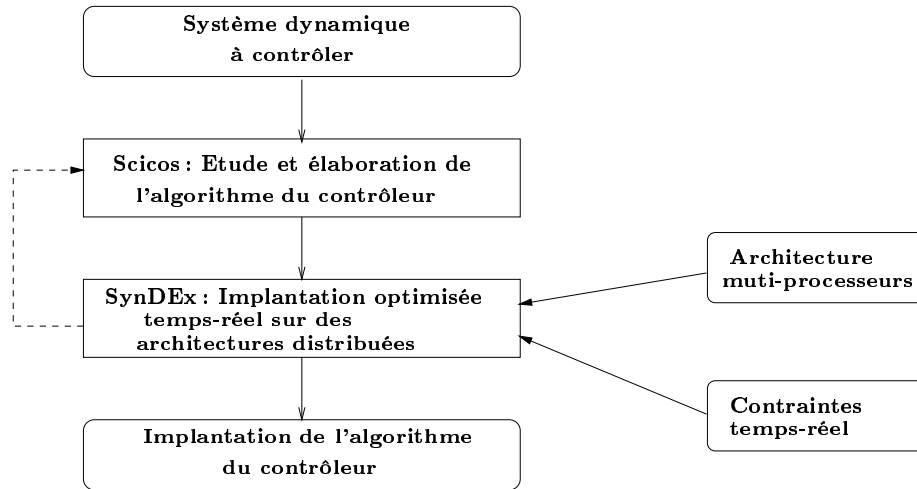 Système dynamique
à contrôler
Scicos : Etude et élaboration de
l'algorithme du contrôleur
SynDEx : Implantation optimisée
temps-réel sur des
architectures distribuées
Architecture
muti-processeurs
Contraintes
temps-réel
Implantation de l'algorithme
du contrôleur